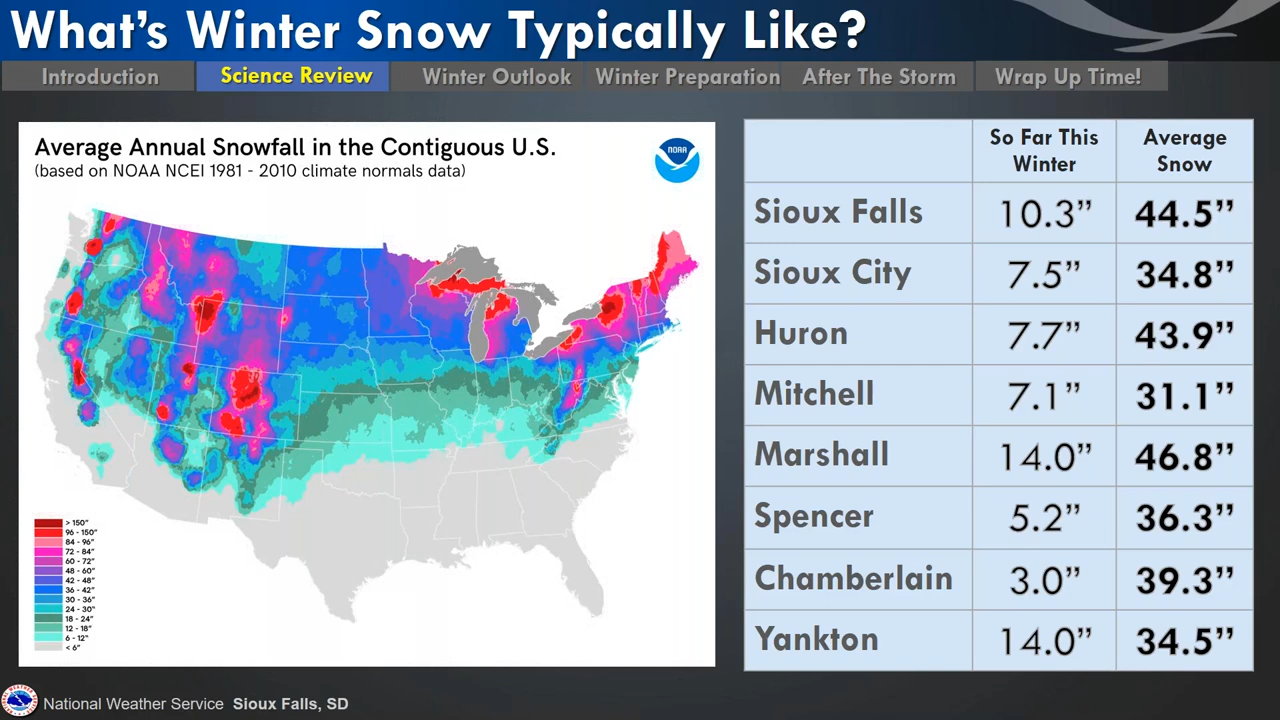 What's Winter Snow Typically Like?
Introduction
Science Review
Winter Outlook
Winter Preparation
After The Storm
Wrap Up Time!
Average Annual Snowfall in the Contiguous U.S.
(based on NOAA NCEI 1981 - 2010 climate normals data)
NOAA
> 150"
96 - 150"
84 - 96"
72 - 84"
60 - 72"
48 - 60"
42 - 48"
36 - 42"
30 - 36"
24 - 30"
18 - 24"
12 - 18"
6 - 12"
< 6"
So Far This Winter Average Snow
Sioux Falls 10.3” 44.5”
Sioux City 7.5” 34.8”
Huron 7.7” 43.9”
Mitchell 7.1” 31.1”
Marshall 14.0” 46.8”
Spencer 5.2” 36.3”
Chamberlain 3.0” 39.3”
Yankton 14.0” 34.5”
National Weather Service Sioux Falls, SD